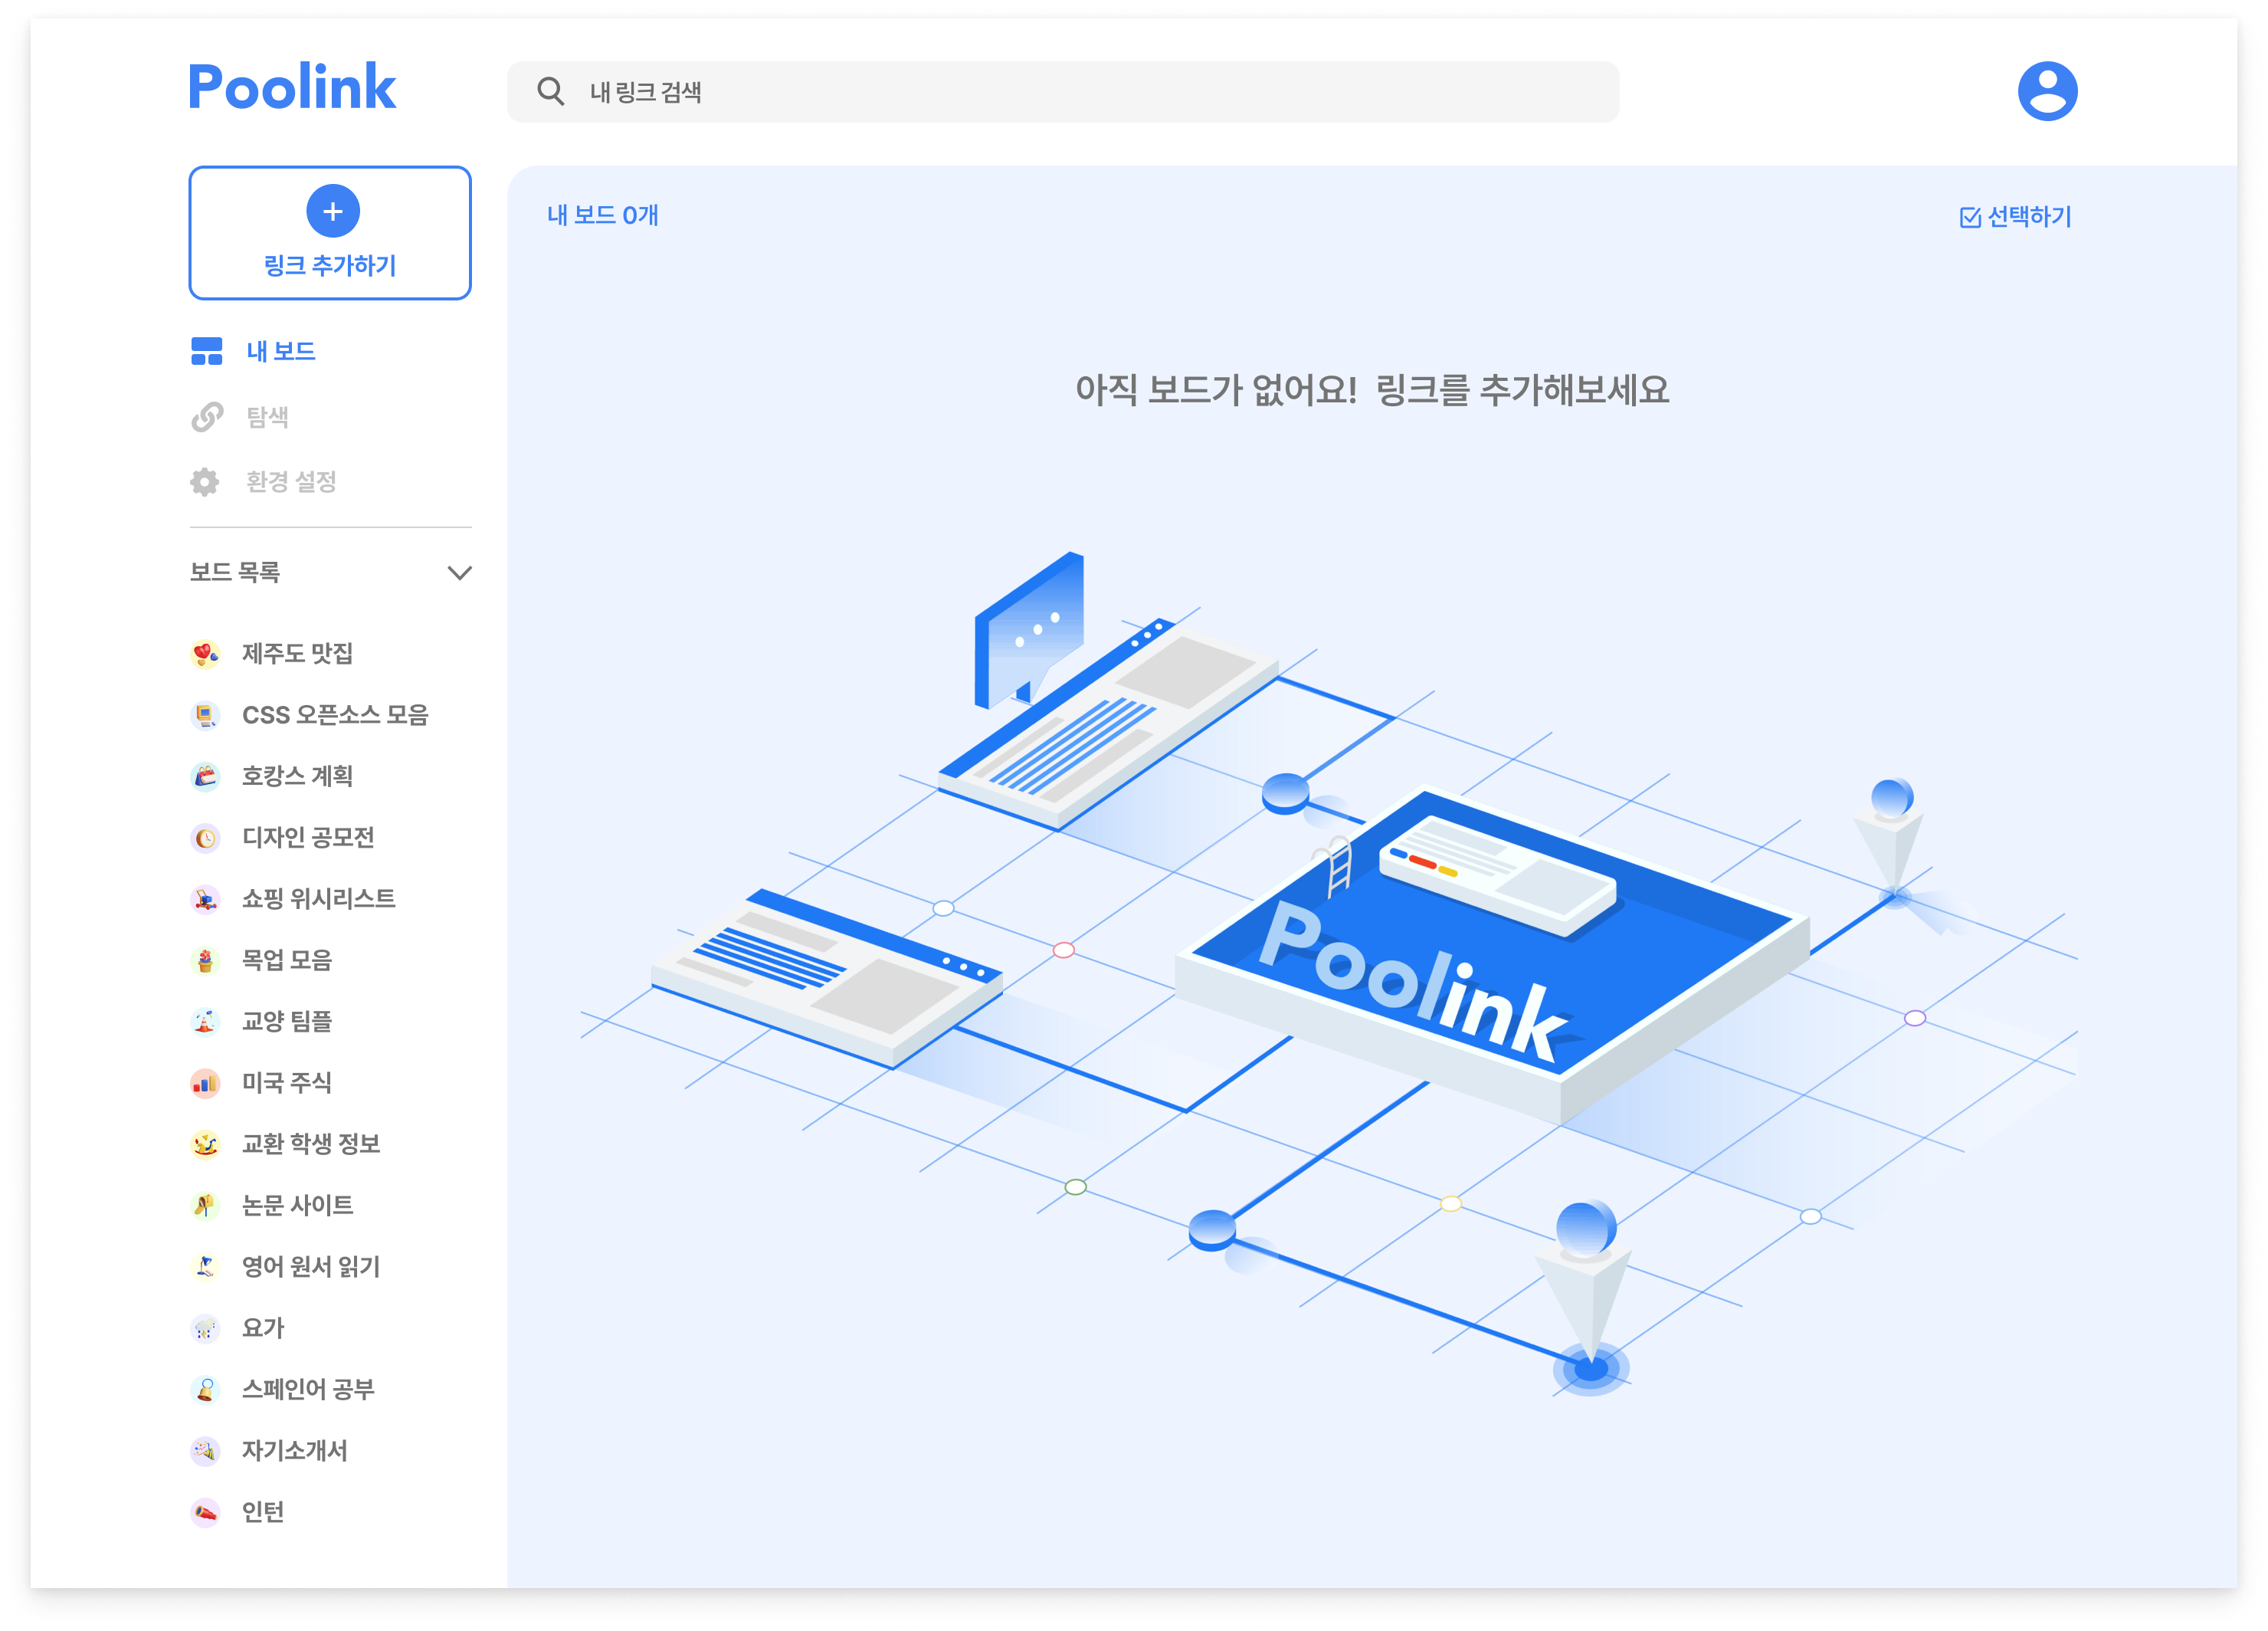 Poolink
내 링크 검색
+
링크 추가하기
내 보드
탐색
환경 설정
보드 목록
제주도 맛집
CSS 오픈소스 모음
호캉스 계획
디자인 공모전
쇼핑 위시리스트
목업 모음
교양 팀플
미국 주식
교환 학생 정보
논문 사이트
영어 원서 읽기
요가
스페인어 공부
자기소개서
인턴
내 보드 0개
선택하기
아직 보드가 없어요! 링크를 추가해보세요
Poolink